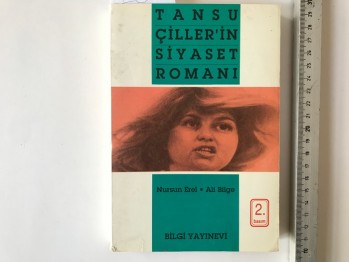 TANSU
ÇİLLER'İN
SİYASET
ROMANI
Nursun Erel • Ali Bilge
2.
basım
BİLGİ YAYINEVİ